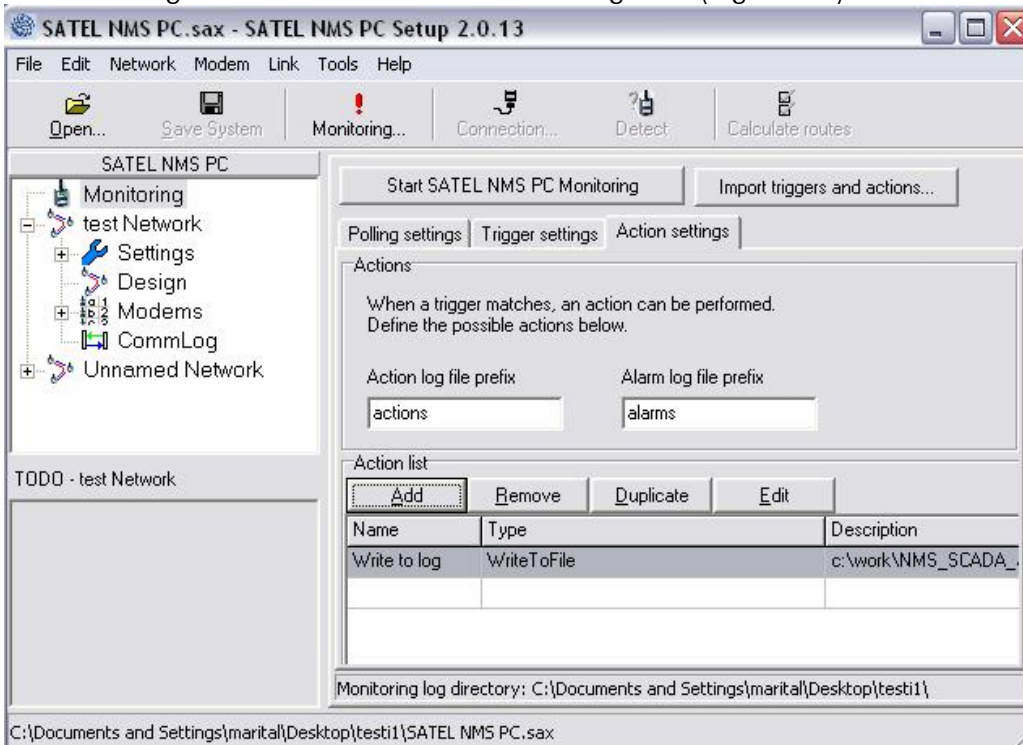 SATEL NMS PC.sax - SATEL NMS PC Setup 2.0.13
File Edit Network Modem Link Tools Help
Open... Save System Monitoring... Connection... Detect Calculate routes
SATEL NMS PC
Monitoring
test Network
Settings
Design
Modems
CommLog
Unnamed Network
TODO - test Network
Start SATEL NMS PC Monitoring Import triggers and actions...
Polling settings Trigger settings Action settings
Actions
When a trigger matches, an action can be performed.
Define the possible actions below.
Action log file prefix Alarm log file prefix
actions alarms
Action list
Add Remove Duplicate Edit
Name Type Description
Write to log WriteToFile c:\work\NMS_SCADA_
Monitoring log directory: C:\Documents and Settings\marital\Desktop\testi1\
C:\Documents and Settings\marital\Desktop\testi1\SATEL NMS PC.sax